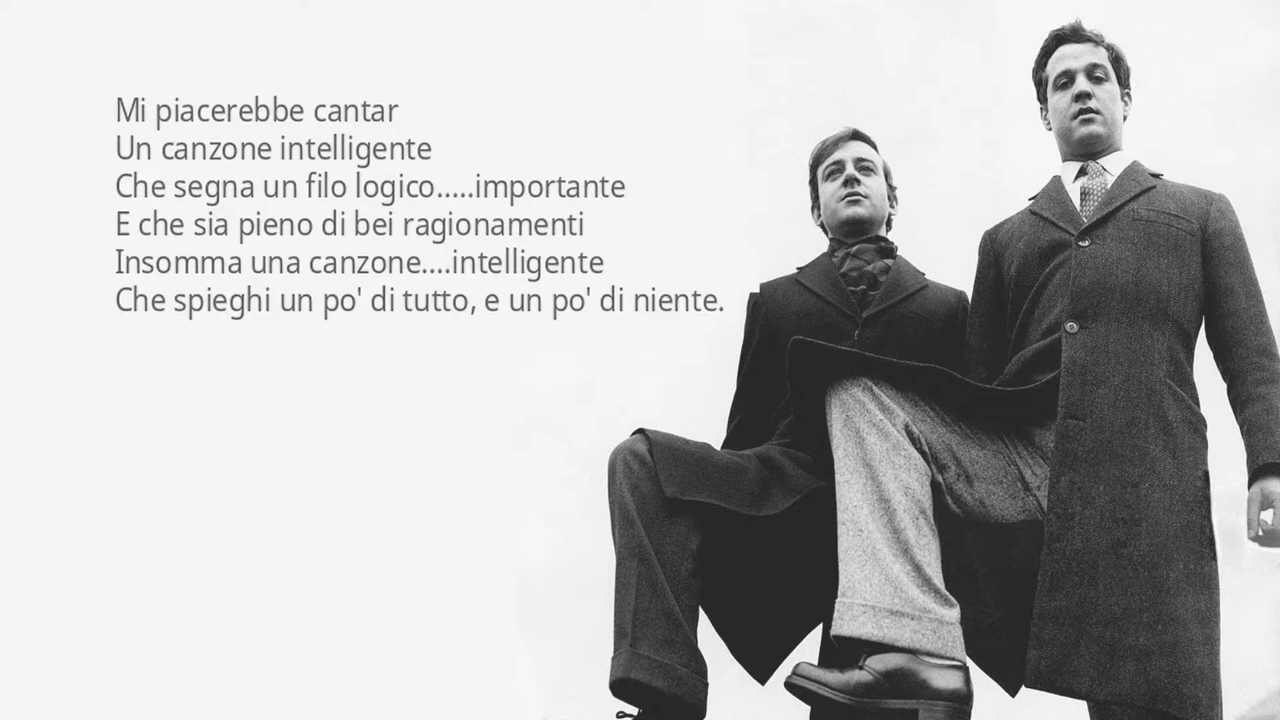 Mi piacerebbe cantar
Un canzone intelligente
Che segna un filo logico.....importante
E che sia pieno di bei ragionamenti
Insomma una canzone....intelligente
Che spieghi un po' di tutto, e un po' di niente.